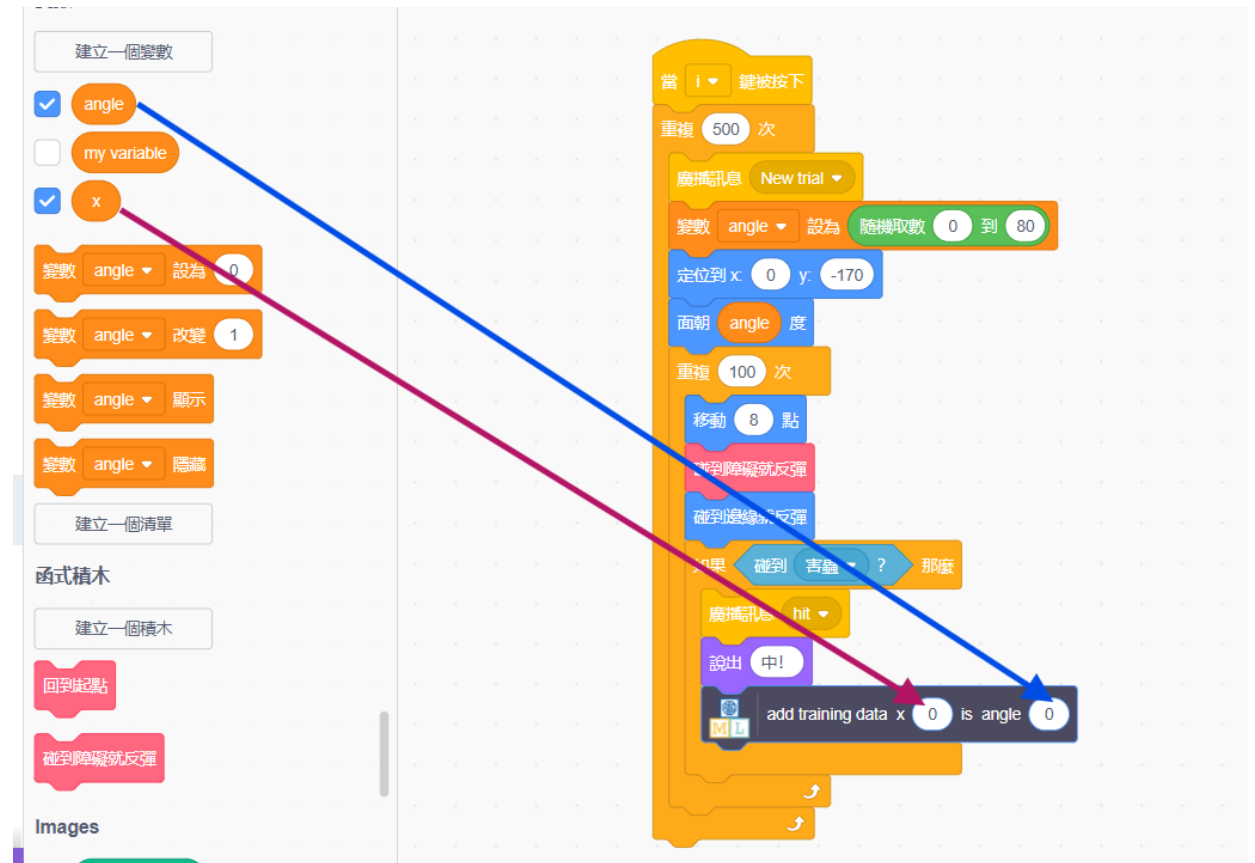 建立一個變數
angle
my variable
x
變數 angle 設為 0
變數 angle 改變 1
變數 angle 顯示
變數 angle 隱藏
建立一個清單
函式積木
建立一個積木
回到起點
碰到障礙就反彈
Images
當 i 鍵被按下
重複 500 次
廣播訊息 New trial
變數 angle 設為 隨機取數 0 到 80
定位到 x: 0 y: -170
面朝 angle 度
重複 100 次
移動 8 點
碰到障礙就反彈
碰到邊緣就反彈
如果 碰到 害蟲 ? 那麼
廣播訊息 hit
說出 中!
ML add training data x 0 is angle 0